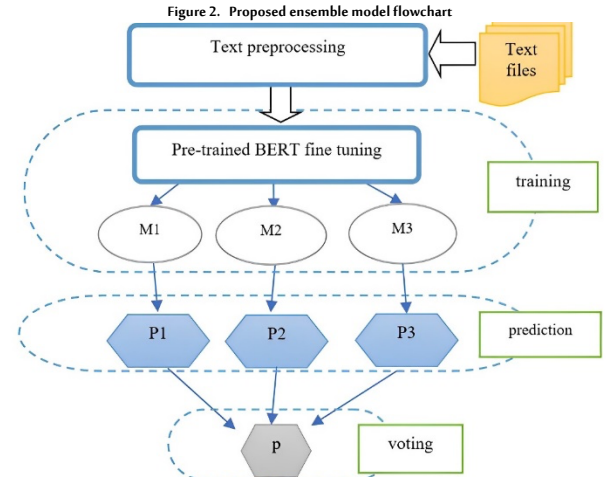 Figure 2. Proposed ensemble model flowchart
Text preprocessing
Text
files
Pre-trained BERT fine tuning
training
M1
M2
M3
P1
P2
P3
prediction
p
voting